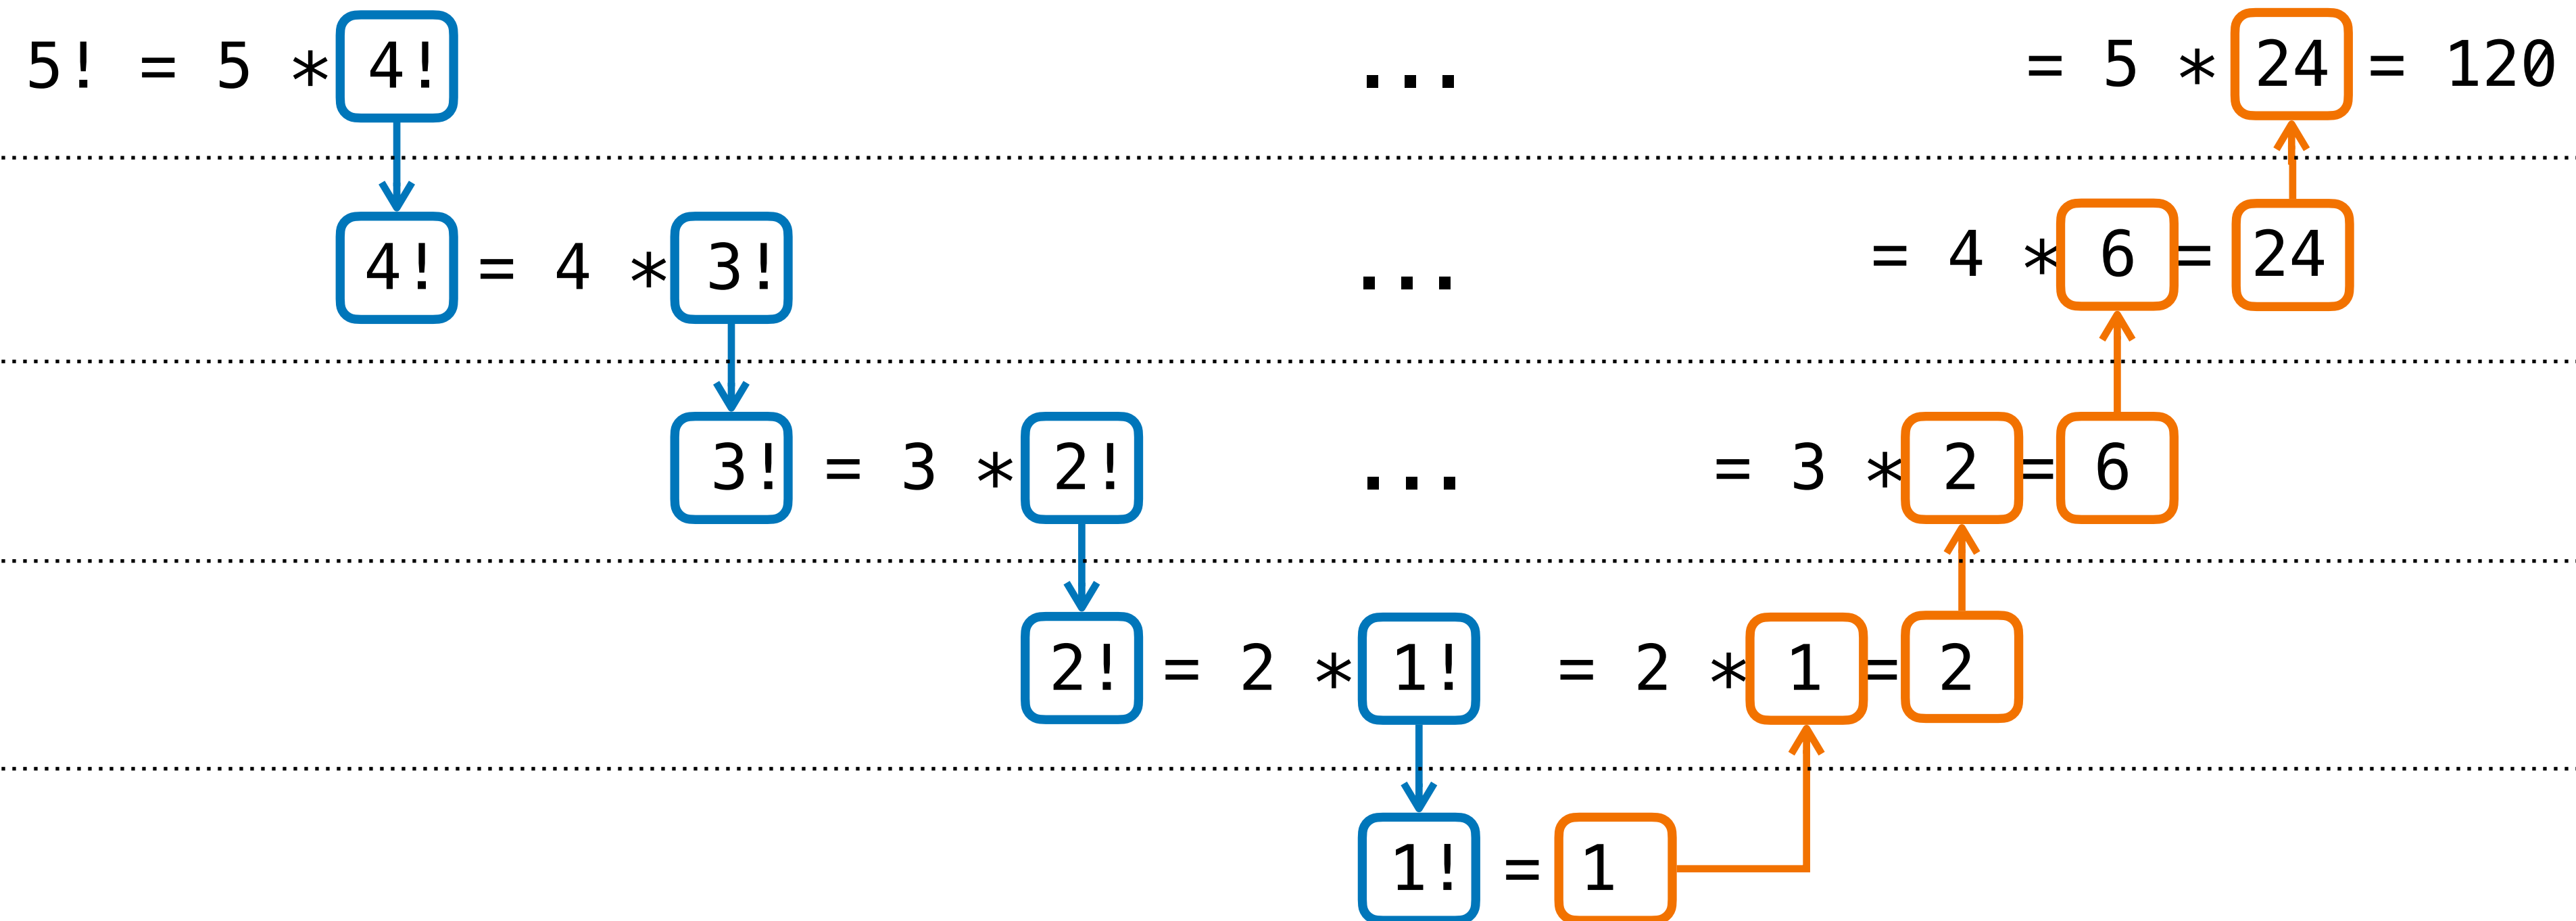 5! = 5 * 4! ... = 5 * 24 = 120
4! = 4 * 3! ... = 4 * 6 = 24
3! = 3 * 2! ... = 3 * 2 = 6
2! = 2 * 1! = 2 * 1 = 2
1! = 1